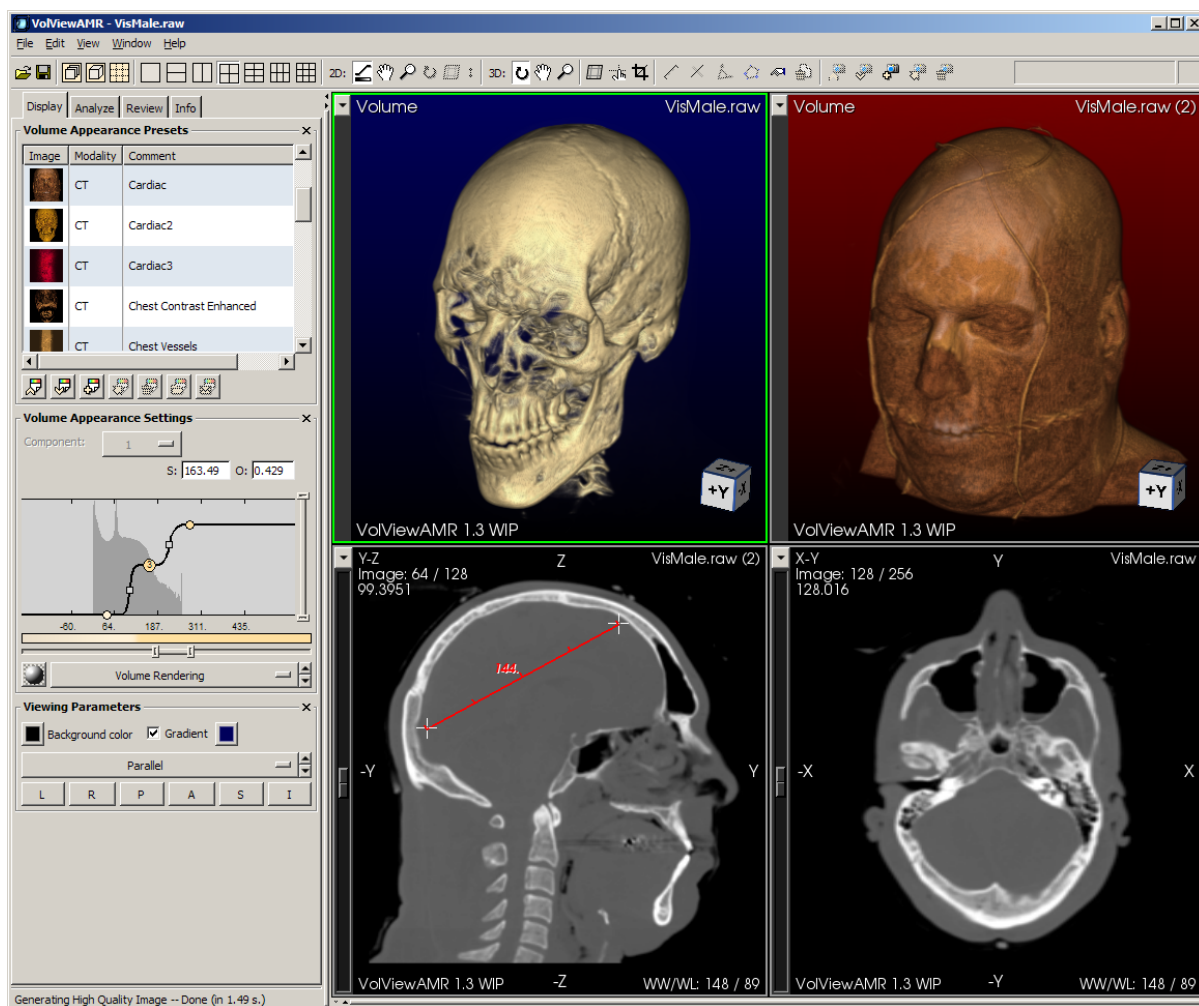 VolViewAMR - VisMale.raw
File Edit View Window Help
2D: 3D:
Display Analyze Review Info
Volume Appearance Presets
Image Modality Comment
CT Cardiac
CT Cardiac2
CT Cardiac3
CT Chest Contrast Enhanced
CT Chest Vessels
Volume Appearance Settings
Component: 1
S: 163.49 O: 0.429
3
-60. 64. 187. 311. 435.
Volume Rendering
Viewing Parameters
Background color Gradient
Parallel
L R P A S I
Generating High Quality Image -- Done (in 1.49 s.)
Volume VisMale.raw
+Y -X
VolViewAMR 1.3 WIP
Volume VisMale.raw (2)
+Y -X
VolViewAMR 1.3 WIP
Y-Z Z VisMale.raw (2)
Image: 64 / 128
99.3951
144.
-Y Y
VolViewAMR 1.3 WIP -Z WW/WL: 148 / 89
X-Y Y VisMale.raw
Image: 128 / 256
128.016
-X X
VolViewAMR 1.3 WIP -Y WW/WL: 148 / 89